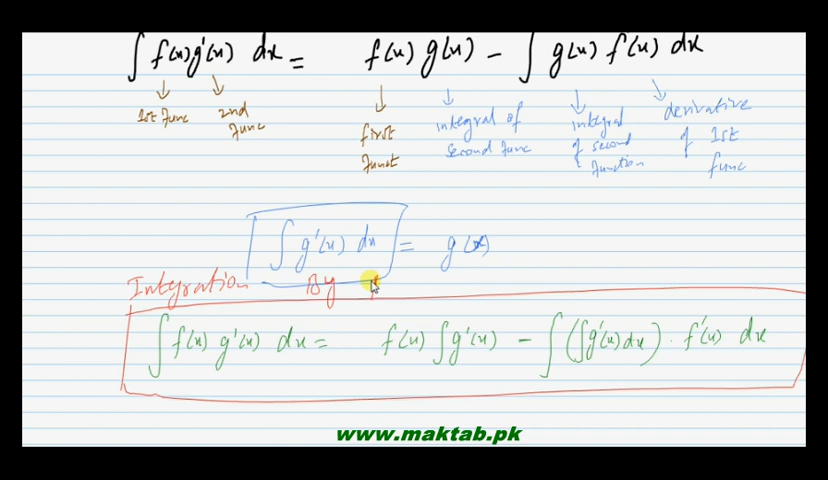 ∫ f(x) g'(x) dx = f(x) g(x) − ∫ g(x) f'(x) dx
1st Func 2nd Func first Funct integral of Second Func integral of second Function derivative of 1st func
∫ g'(x) dx = g(x)
Integration By
∫ f(x) g'(x) dx = f(x) ∫ g'(x) − ∫ (∫ g'(x) dx) . f'(x) dx
www.maktab.pk